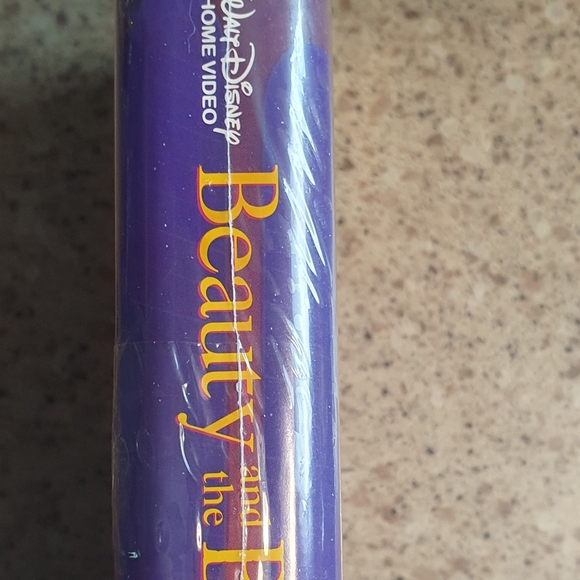 WALT DISNEY
HOME VIDEO
Beauty
and
the
B